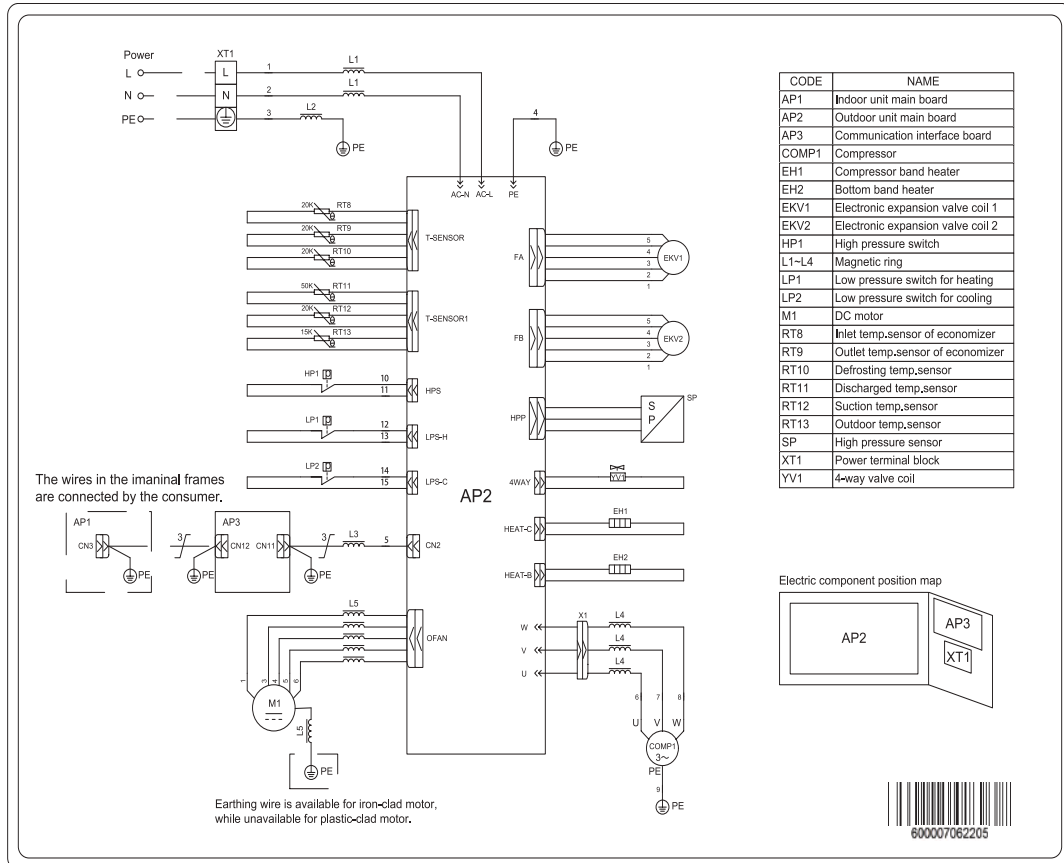 Power
XT1
L
L
1
L1
N
N
2
L1
PE
3
L2
PE
4
PE
AC-N AC-L PE
20K RT8
20K RT9
20K RT10
T-SENSOR
50K RT11
20K RT12
15K RT13
T-SENSOR1
HP1 P 10
11
HPS
LP1 P 12
13
LPS-H
LP2 P 14
15
LPS-C
AP2
The wires in the imaninal frames
are connected by the consumer.
AP1
CN3
PE
3
PE
AP3
CN12 CN11
PE
3
L3
5
CN2
L5
OFAN
1 3 4 5 6
M1
L5
PE
Earthing wire is available for iron-clad motor,
while unavailable for plastic-clad motor.
FA
5
4
3
2
1
EKV1
FB
5
4
3
2
1
EKV2
HPP
S
P
SP
4WAY
YV1
HEAT-C
EH1
HEAT-B
EH2
X1
W
L4
V
L4
U
L4
6 7 8
U V W
COMP1
3~
PE
9
PE
CODE NAME
AP1 Indoor unit main board
AP2 Outdoor unit main board
AP3 Communication interface board
COMP1 Compressor
EH1 Compressor band heater
EH2 Bottom band heater
EKV1 Electronic expansion valve coil 1
EKV2 Electronic expansion valve coil 2
HP1 High pressure switch
L1~L4 Magnetic ring
LP1 Low pressure switch for heating
LP2 Low pressure switch for cooling
M1 DC motor
RT8 Inlet temp.sensor of economizer
RT9 Outlet temp.sensor of economizer
RT10 Defrosting temp.sensor
RT11 Discharged temp.sensor
RT12 Suction temp.sensor
RT13 Outdoor temp.sensor
SP High pressure sensor
XT1 Power terminal block
YV1 4-way valve coil
Electric component position map
AP2
AP3
XT1
600007062205